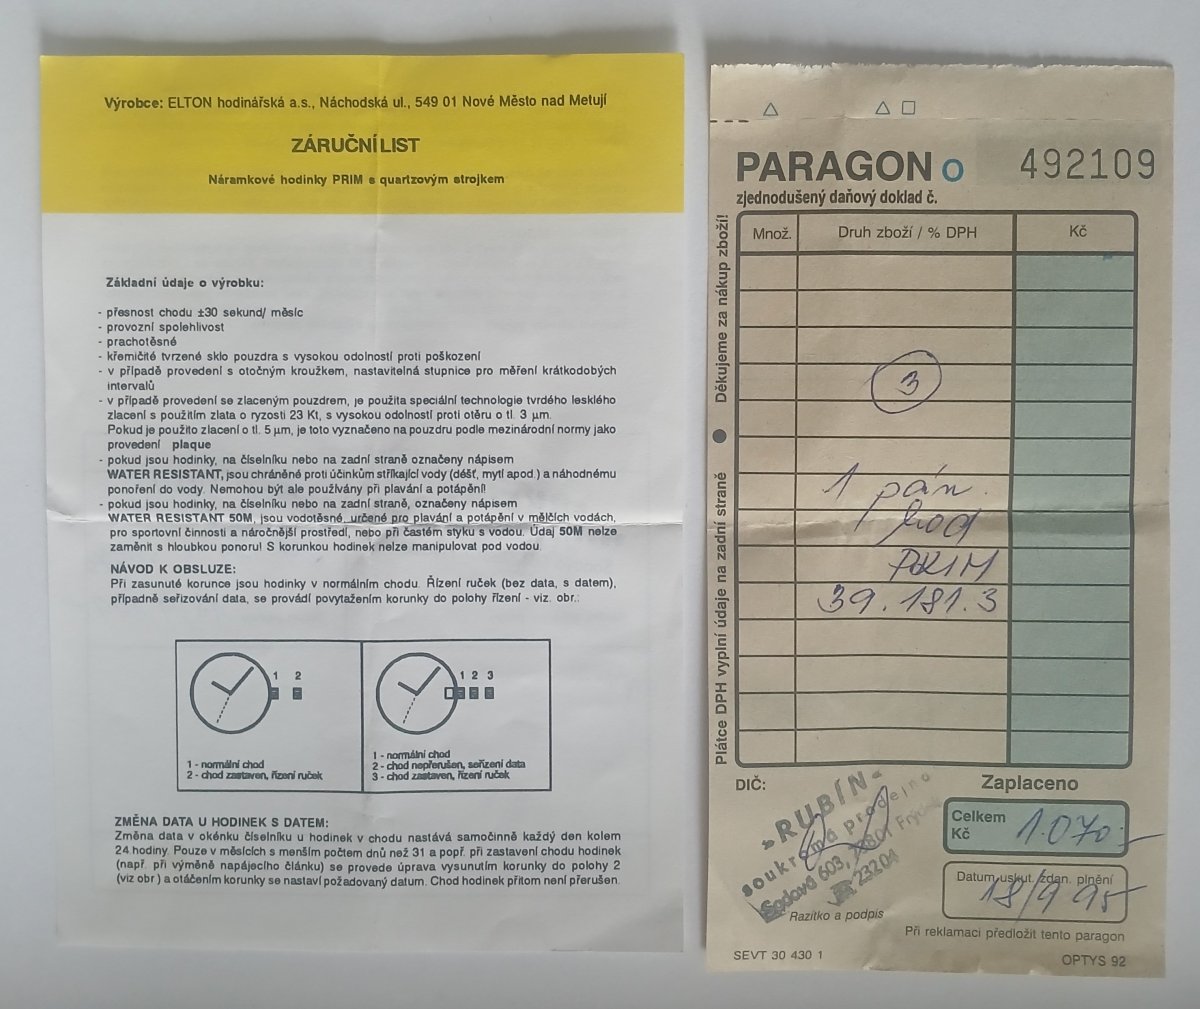 Výrobce: ELTON hodinářská a.s., Náchodská ul., 549 01 Nové Město nad Metují
ZÁRUČNÍ LIST
Náramkové hodinky PRIM s quartzovým strojkem
Základní údaje o výrobku:
- přesnost chodu ±30 sekund/ měsíc
- provozní spolehlivost
- prachotěsné
- křemičité tvrzené sklo pouzdra s vysokou odolností proti poškození
- v případě provedení s otočným kroužkem, nastavitelná stupnice pro měření krátkodobých
intervalů
- v případě provedení se zlaceným pouzdrem, je použita speciální technologie tvrdého lesklého
zlacení s použitím zlata o ryzosti 23 Kt, s vysokou odolností proti otěru o tl. 3 µm.
Pokud je použito zlacení o tl. 5 µm, je toto vyznačeno na pouzdru podle mezinárodní normy jako
provedení plaque
- pokud jsou hodinky, na číselníku nebo na zadní straně označeny nápisem
WATER RESISTANT, jsou chráněné proti účinkům stříkající vody (déšť, mytí apod.) a náhodnému
ponoření do vody. Nemohou být ale používány při plavání a potápění!
- pokud jsou hodinky, na číselníku nebo na zadní straně, označeny nápisem
WATER RESISTANT 50M, jsou vodotěsné, určené pro plavání a potápění v mělčích vodách,
pro sportovní činnosti a náročnější prostředí, nebo při častém styku s vodou. Údaj 50M nelze
zaměnit s hloubkou ponoru! S korunkou hodinek nelze manipulovat pod vodou.
NÁVOD K OBSLUZE:
Při zasunuté korunce jsou hodinky v normálním chodu. Řízení ruček (bez data, s datem),
případně seřizování data, se provádí povytažením korunky do polohy řízení - viz. obr.:
1 2
1 - normální chod
2 - chod zastaven, řízení ruček
1 2 3
1 - normální chod
2 - chod nepřerušen, seřízení data
3 - chod zastaven, řízení ruček
ZMĚNA DATA U HODINEK S DATEM:
Změna data v okénku číselníku u hodinek v chodu nastává samočinně každý den kolem
24 hodiny. Pouze v měsících s menším počtem dnů než 31 a popř. při zastavení chodu hodinek
(např. při výměně napájecího článku) se provede úprava vysunutím korunky do polohy 2
(viz obr.) a otáčením korunky se nastaví požadovaný datum. Chod hodinek přitom není přerušen.
PARAGON O 492109
zjednodušený daňový doklad č.
Množ. Druh zboží / % DPH Kč
3
1 pán.
hod
PRIM
39.181.3
Plátce DPH vyplní údaje na zadní straně ● Děkujeme za nákup zboží!
DIČ:
Zaplaceno
Celkem
Kč 1.070,-
Datum uskut. zdan. plnění
18/9 95
„RUBÍN"
soukromá prodejna
Sadová 603,
23204
Razítko a podpis
Při reklamaci předložit tento paragon
SEVT 30 430 1 OPTYS 92